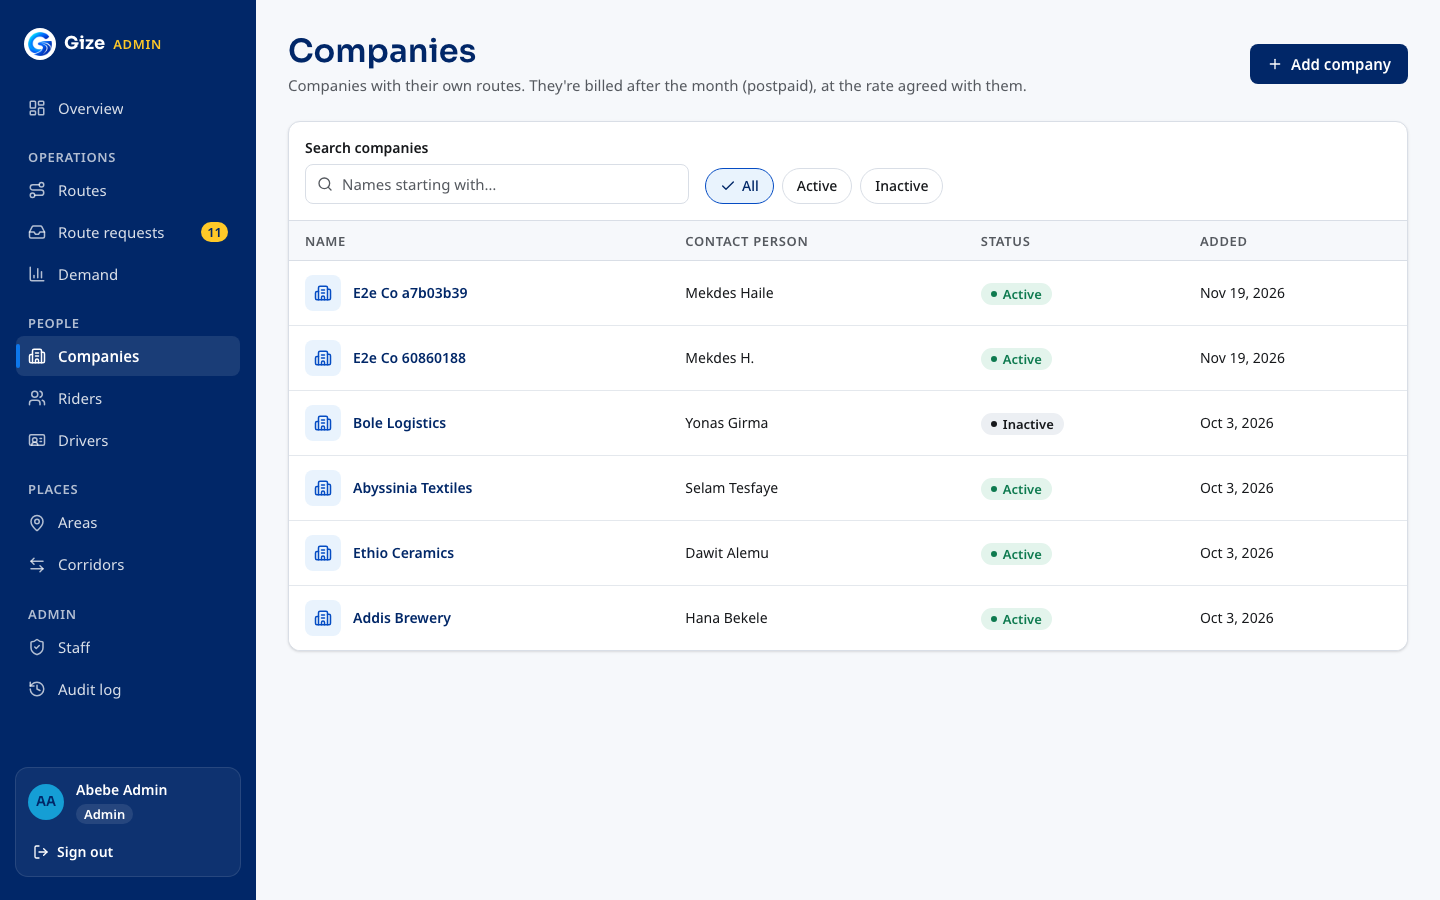 Gize ADMIN
Overview
OPERATIONS
Routes
Route requests 11
Demand
PEOPLE
Companies
Riders
Drivers
PLACES
Areas
Corridors
ADMIN
Staff
Audit log
AA
Abebe Admin
Admin
Sign out
Companies
Companies with their own routes. They're billed after the month (postpaid), at the rate agreed with them.
Add company
Search companies
Names starting with...
All Active Inactive
NAME CONTACT PERSON STATUS ADDED
E2e Co a7b03b39 Mekdes Haile Active Nov 19, 2026
E2e Co 60860188 Mekdes H. Active Nov 19, 2026
Bole Logistics Yonas Girma Inactive Oct 3, 2026
Abyssinia Textiles Selam Tesfaye Active Oct 3, 2026
Ethio Ceramics Dawit Alemu Active Oct 3, 2026
Addis Brewery Hana Bekele Active Oct 3, 2026